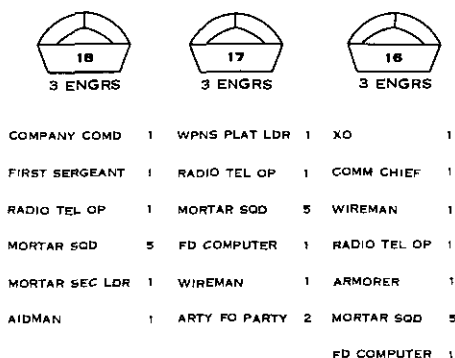 18 17 16
3 ENGRS 3 ENGRS 3 ENGRS
COMPANY COMD 1 WPNS PLAT LDR 1 XO 1
FIRST SERGEANT 1 RADIO TEL OP 1 COMM CHIEF 1
RADIO TEL OP 1 MORTAR SQD 5 WIREMAN 1
MORTAR SQD 5 FD COMPUTER 1 RADIO TEL OP 1
MORTAR SEC LDR 1 WIREMAN 1 ARMORER 1
AIDMAN 1 ARTY FO PARTY 2 MORTAR SQD 5
FD COMPUTER 1